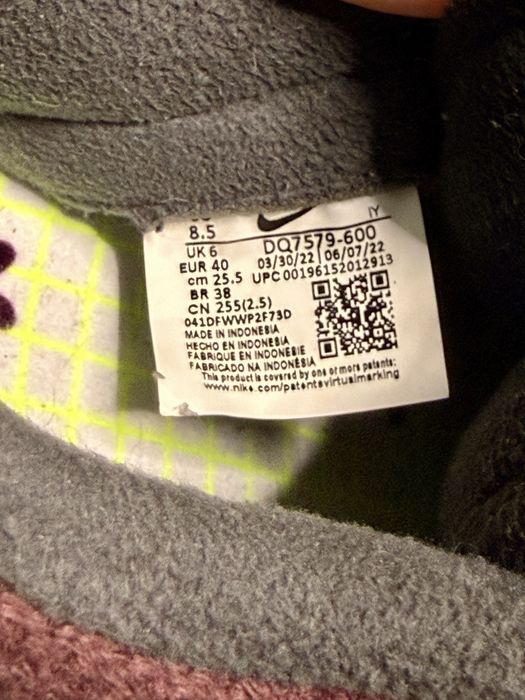 IY
8.5
DQ7579-600
UK 6
03/30/22 | 06/07/22
EUR 40
UPC 00196152012913
cm 25.5
BR 38
CN 255(2.5)
041DFWWP2F73D
MADE IN INDONESIA
HECHO EN INDONESIA
FABRIQUE EN INDONESIE
FABRICADO NA INDONÉSIA
This product is covered by one or more patents:
www.nike.com/patentsvirtualmarking